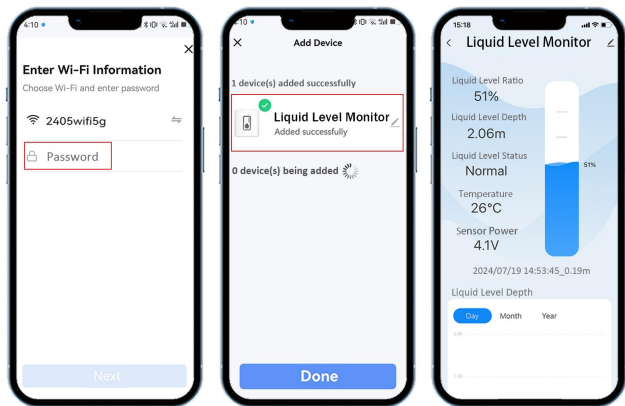 4:10
Enter Wi-Fi Information
Choose Wi-Fi and enter password
2405wifi5g
Password
Next
4:10
Add Device
1 device(s) added successfully
Liquid Level Monitor
Added successfully
0 device(s) being added
Done
15:18
Liquid Level Monitor
Liquid Level Ratio
51%
Liquid Level Depth
2.06m
Liquid Level Status
Normal
51%
Temperature
26°C
Sensor Power
4.1V
2024/07/19 14:53:45_0.19m
Liquid Level Depth
Day Month Year